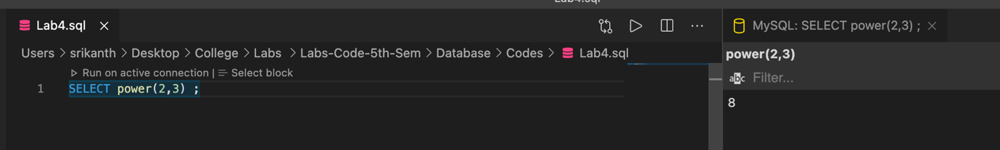 Lab4.sql
Lab4.sql ×
Users > srikanth > Desktop > College > Labs > Labs-Code-5th-Sem > Database > Codes > Lab4.sql
▷ Run on active connection | ≡ Select block
1 SELECT power(2,3) ;
MySQL: SELECT power(2,3) ; ×
power(2,3)
abc Filter...
8